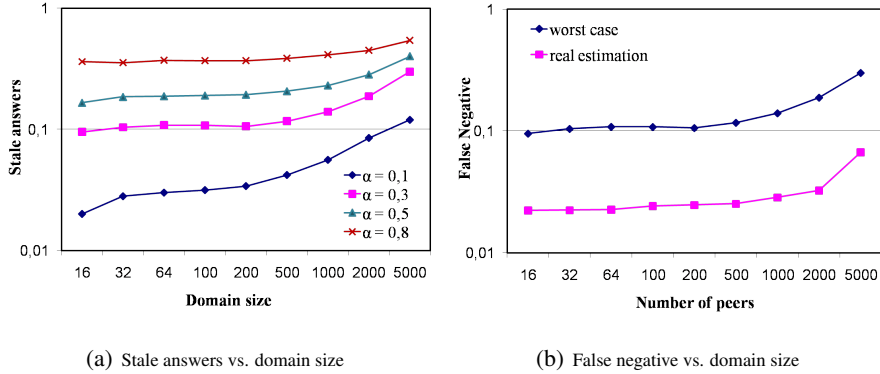 1
0,1
0,01
Stale answers
16 32 64 100 200 500 1000 2000 5000
Domain size
α = 0,1
α = 0,3
α = 0,5
α = 0,8
(a) Stale answers vs. domain size
1
0,1
0,01
False Negative
worst case
real estimation
16 32 64 100 200 500 1000 2000 5000
Number of peers
(b) False negative vs. domain size